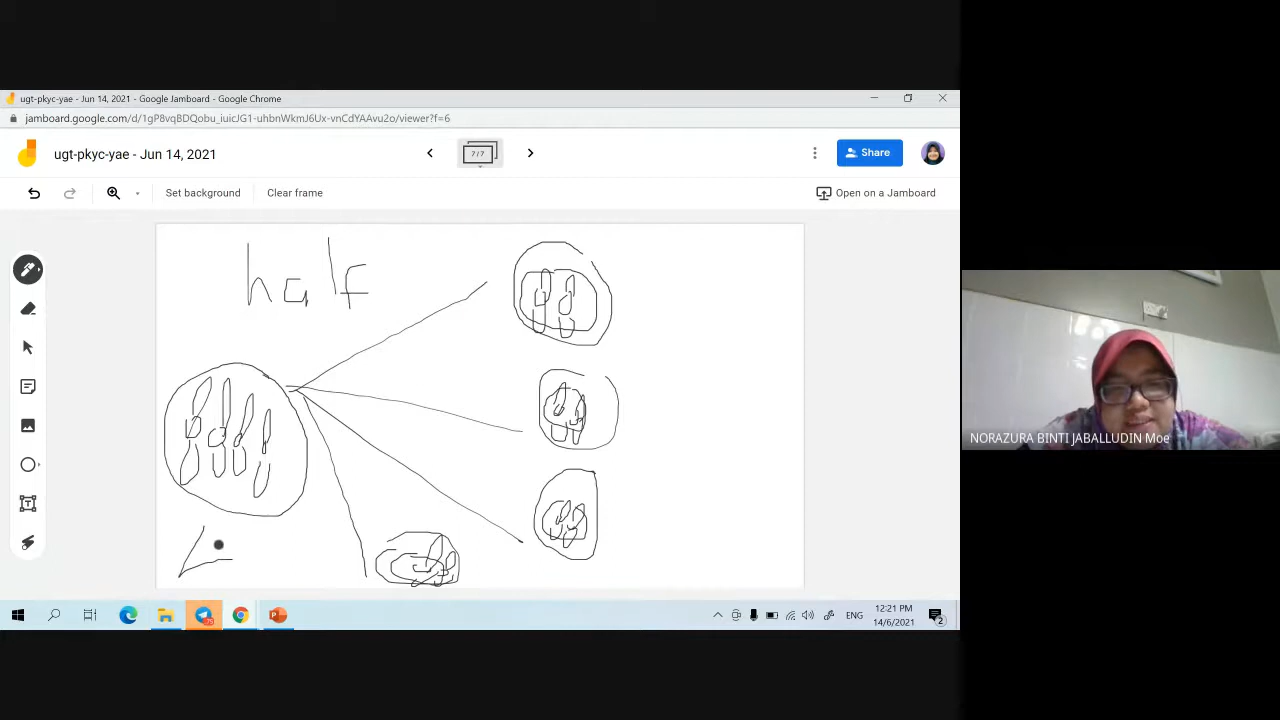 ugt-pkyc-yae - Jun 14, 2021 - Google Jamboard - Google Chrome
jamboard.google.com/d/1gP8vqBDQobu_iuicJG1-uhbnWkmJ6Ux-vnCdYAAvu2o/viewer?f=6
ugt-pkyc-yae - Jun 14, 2021
7/7
Share
Set background
Clear frame
Open on a Jamboard
half
NORAZURA BINTI JABALLUDIN Moe
ENG
12:21 PM
14/6/2021
2